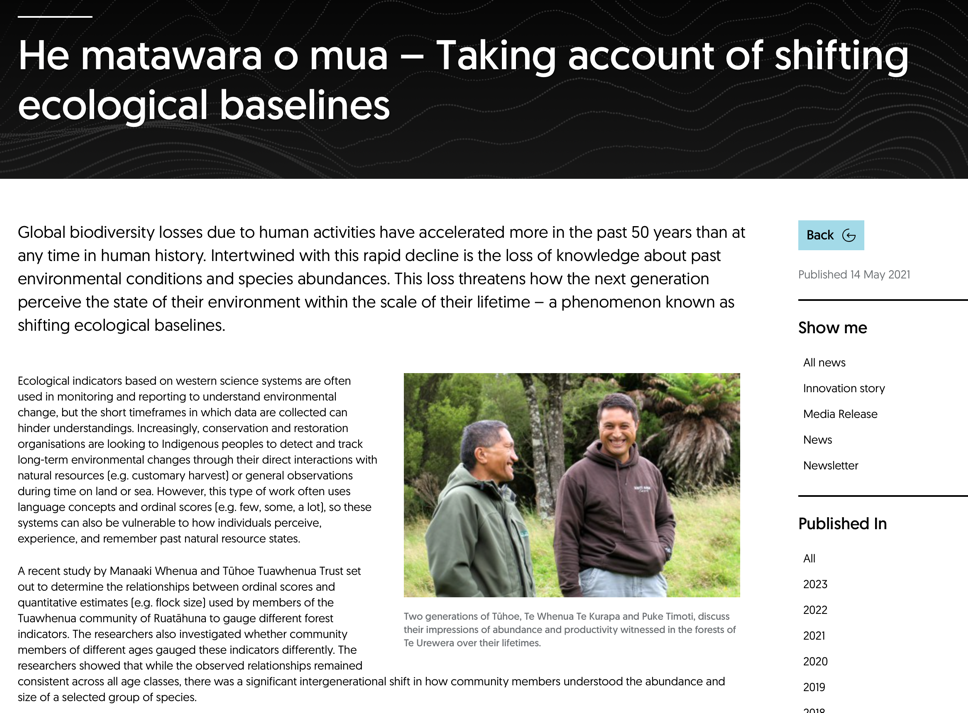 He matawara o mua – Taking account of shifting
ecological baselines
Global biodiversity losses due to human activities have accelerated more in the past 50 years than at
any time in human history. Intertwined with this rapid decline is the loss of knowledge about past
environmental conditions and species abundances. This loss threatens how the next generation
perceive the state of their environment within the scale of their lifetime – a phenomenon known as
shifting ecological baselines.
Ecological indicators based on western science systems are often
used in monitoring and reporting to understand environmental
change, but the short timeframes in which data are collected can
hinder understandings. Increasingly, conservation and restoration
organisations are looking to Indigenous peoples to detect and track
long-term environmental changes through their direct interactions with
natural resources (e.g. customary harvest) or general observations
during time on land or sea. However, this type of work often uses
language concepts and ordinal scores (e.g. few, some, a lot), so these
systems can also be vulnerable to how individuals perceive,
experience, and remember past natural resource states.
A recent study by Manaaki Whenua and Tūhoe Tuawhenua Trust set
out to determine the relationships between ordinal scores and
quantitative estimates (e.g. flock size) used by members of the
Tuawhenua community of Ruatāhuna to gauge different forest
indicators. The researchers also investigated whether community
members of different ages gauged these indicators differently. The
researchers showed that while the observed relationships remained
consistent across all age classes, there was a significant intergenerational shift in how community members understood the abundance and
size of a selected group of species.
Two generations of Tūhoe, Te Whenua Te Kurapa and Puke Timoti, discuss
their impressions of abundance and productivity witnessed in the forests of
Te Urewera over their lifetimes.
Back
Published 14 May 2021
Show me
All news
Innovation story
Media Release
News
Newsletter
Published In
All
2023
2022
2021
2020
2019
2018